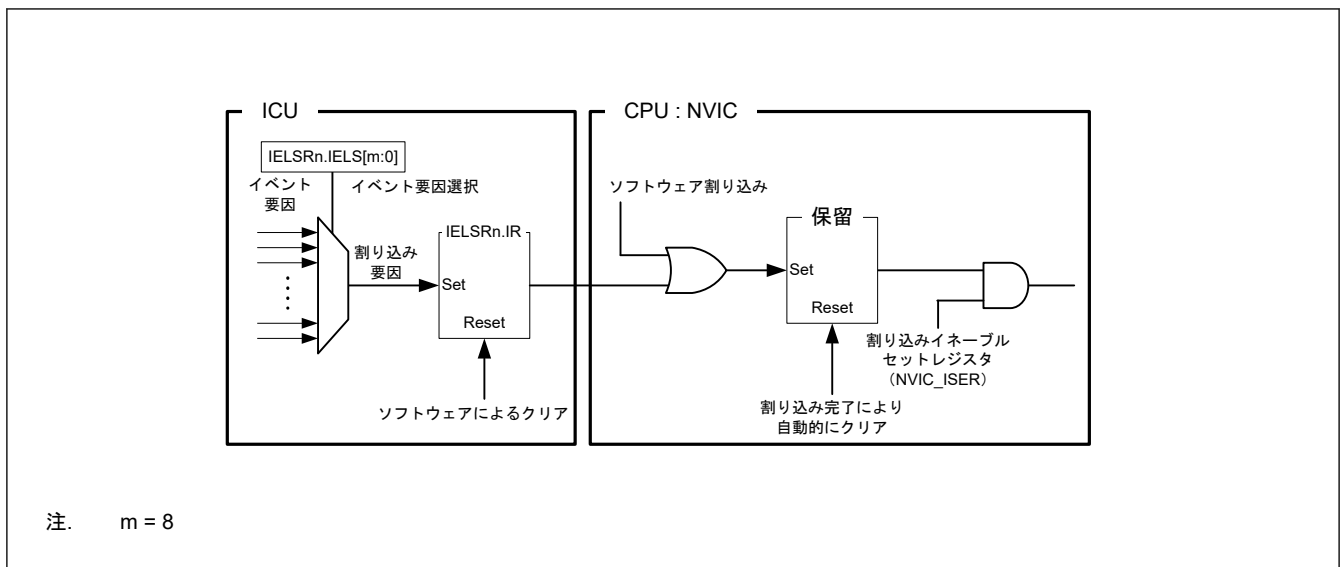 ICU
CPU : NVIC
IELSRn.IELS[m:0]
イベント
要因
イベント要因選択
割り込み
要因
IELSRn.IR
Set
Reset
ソフトウェアによるクリア
ソフトウェア割り込み
保留
Set
Reset
割り込み完了により
自動的にクリア
割り込みイネーブル
セットレジスタ
（NVIC_ISER）
注. m = 8